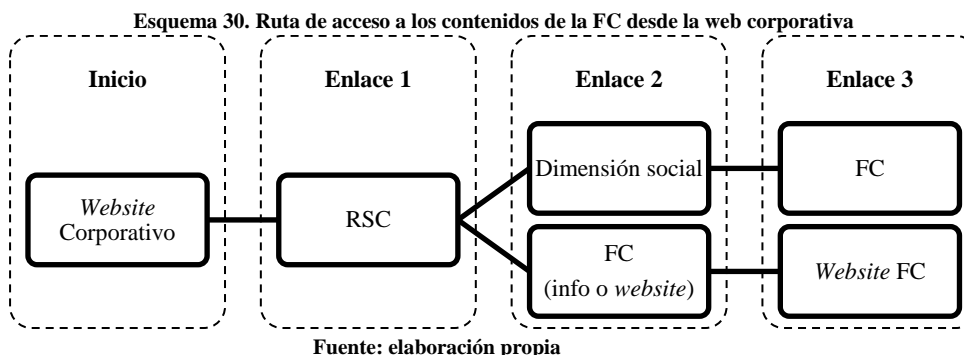 Esquema 30. Ruta de acceso a los contenidos de la FC desde la web corporativa
Inicio
Enlace 1
Enlace 2
Enlace 3
Website
Corporativo
RSC
Dimensión social
FC
FC
(info o website)
Website FC
Fuente: elaboración propia